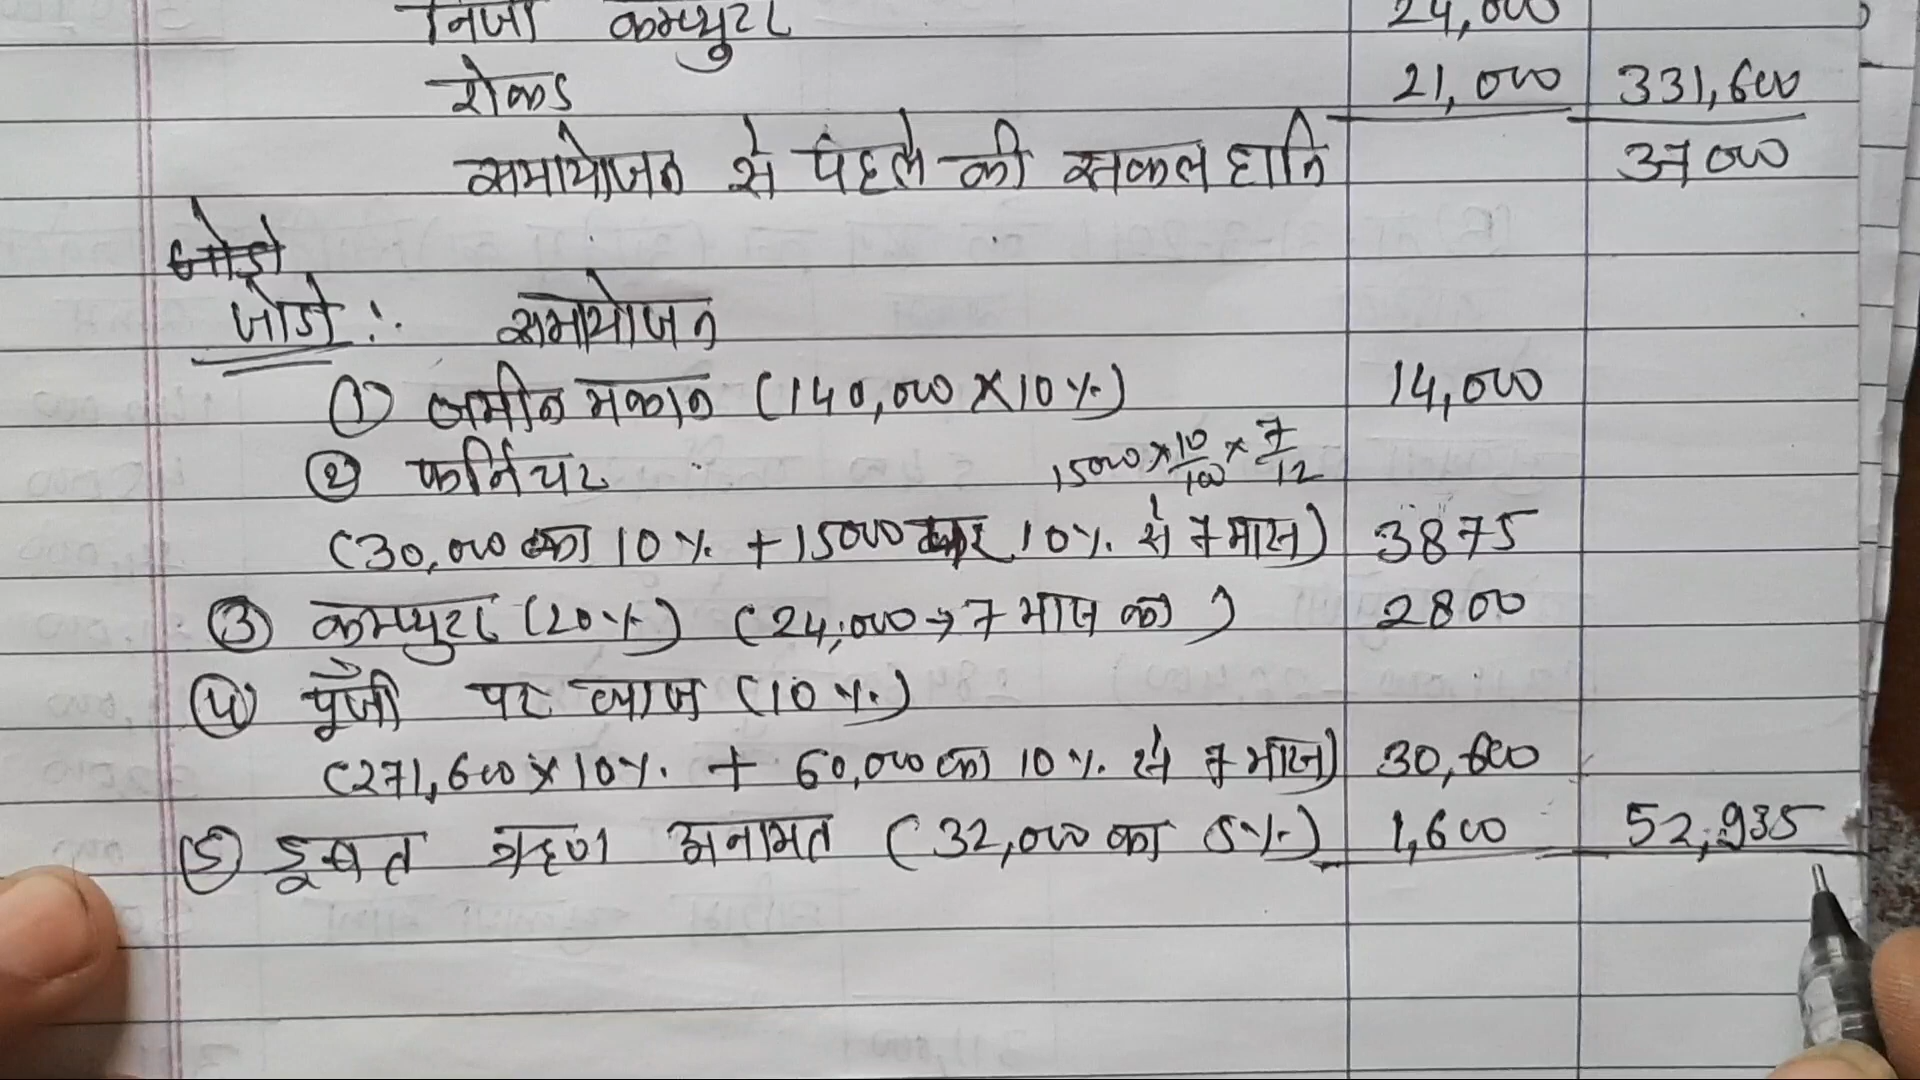 निजी कम्प्युटर 24,000
रोकड 21,000 331,600
समायोजन से पहले की सकल हानि 37000
जोडो
जोडो : समायोजन
① जमीन मकान (140,000 × 10%) 14,000
② फर्निचर 15000 × 10/100 × 7/12
(30,000 का 10% + 15000 का 10% से 7 मास) 3875
③ कम्प्युटर (20%) (24,000 → 7 मास का) 2800
④ पूँजी पर व्याज (10%)
(271,600 × 10% + 60,000 का 10% से 7 मास) 30,600
⑤ डूबत ऋण अनामत (32,000 का 5%) 1,600 52,935